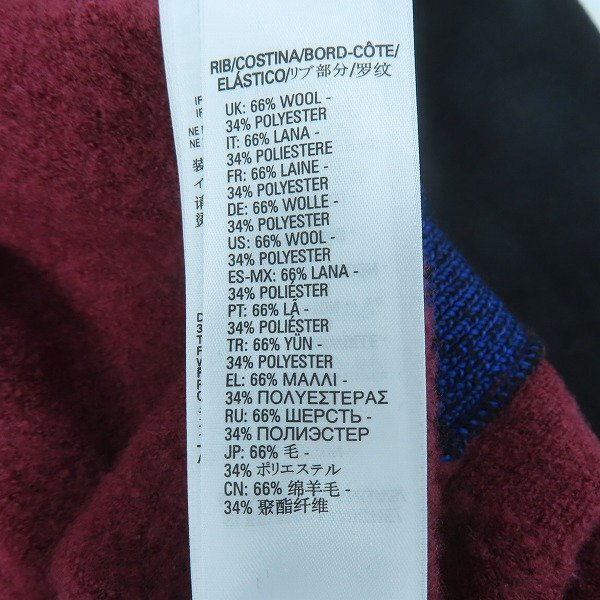 RIB/COSTINA/BORD-CÔTE/
ELÁSTICO/リブ部分/罗纹
UK: 66% WOOL -
34% POLYESTER
IT: 66% LANA -
34% POLIESTERE
FR: 66% LAINE -
34% POLYESTER
DE: 66% WOLLE -
34% POLYESTER
US: 66% WOOL -
34% POLYESTER
ES-MX: 66% LANA -
34% POLIÉSTER
PT: 66% LÃ -
34% POLIÉSTER
TR: 66% YÜN -
34% POLYESTER
EL: 66% ΜΑΛΛΙ -
34% ΠΟΛΥΕΣΤΕΡΑΣ
RU: 66% ШЕРСТЬ -
34% ПОЛИЭСТЕР
JP: 66% 毛 -
34% ポリエステル
CN: 66% 绵羊毛 -
34% 聚酯纤维